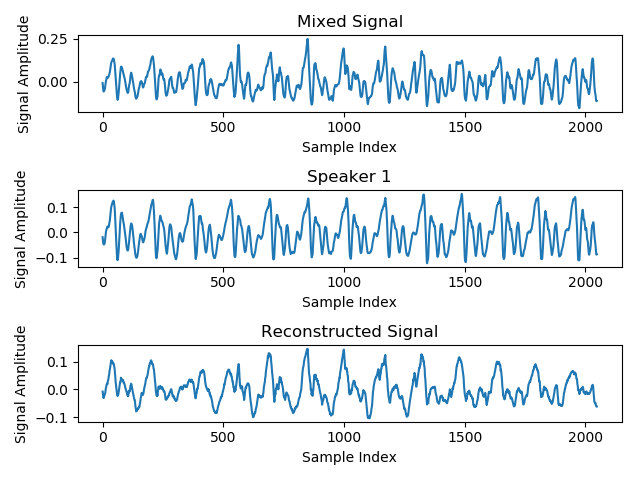 Mixed Signal
Signal Amplitude
0.25
0.00
0 500 1000 1500 2000
Sample Index
Speaker 1
Signal Amplitude
0.1
0.0
−0.1
0 500 1000 1500 2000
Sample Index
Reconstructed Signal
Signal Amplitude
0.1
0.0
−0.1
0 500 1000 1500 2000
Sample Index